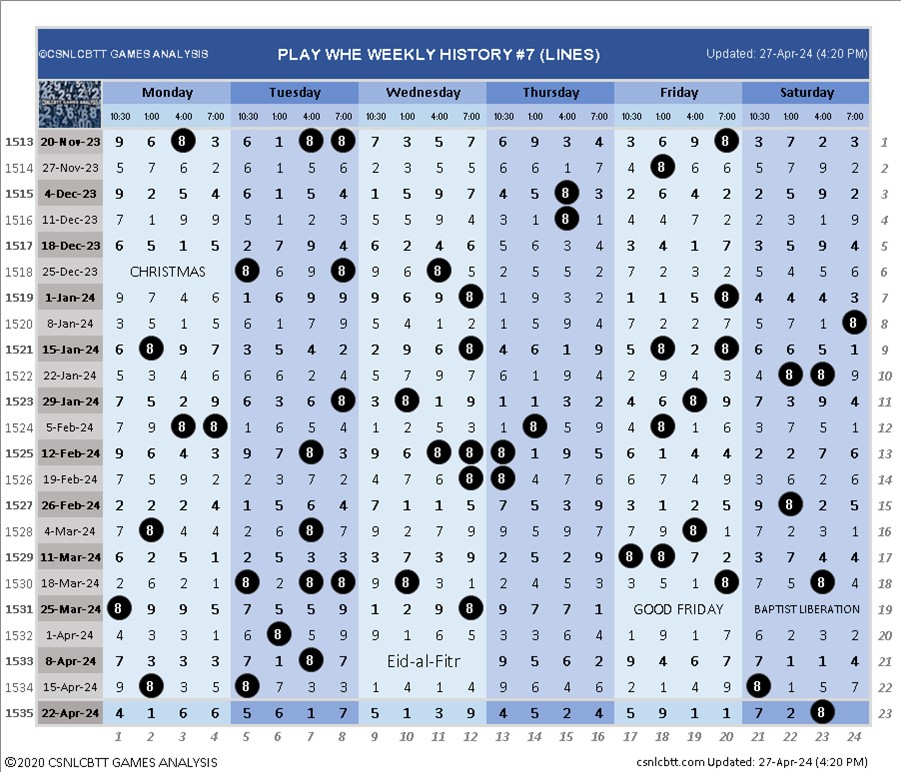 ©CSNLCBTT GAMES ANALYSIS PLAY WHE WEEKLY HISTORY #7 (LINES) Updated: 27-Apr-24 (4:20 PM)
Monday Tuesday Wednesday Thursday Friday Saturday
10:30 1:00 4:00 7:00 10:30 1:00 4:00 7:00 10:30 1:00 4:00 7:00 10:30 1:00 4:00 7:00 10:30 1:00 4:00 7:00 10:30 1:00 4:00 7:00
1513 20-Nov-23 9 6 8 3 6 1 8 8 7 3 5 7 6 9 3 4 3 6 9 8 3 7 2 3 1
1514 27-Nov-23 5 7 6 2 6 1 5 6 2 3 5 5 6 6 1 7 4 8 6 6 5 7 9 2 2
1515 4-Dec-23 9 2 5 4 6 1 5 4 1 5 9 7 4 5 8 3 2 6 4 2 2 5 9 2 3
1516 11-Dec-23 7 1 9 9 5 1 2 3 5 5 9 4 3 1 8 1 4 4 7 2 2 3 1 9 4
1517 18-Dec-23 6 5 1 5 2 7 9 4 6 2 4 6 5 6 3 4 3 4 1 7 3 5 9 4 5
1518 25-Dec-23 CHRISTMAS 8 6 9 8 9 6 8 5 2 5 5 2 7 2 3 2 5 4 5 6 6
1519 1-Jan-24 9 7 4 6 1 6 9 9 9 6 9 8 1 9 3 2 1 1 5 8 4 4 4 3 7
1520 8-Jan-24 3 5 1 5 6 1 7 9 5 4 1 2 1 5 9 4 7 2 2 7 5 7 1 8 8
1521 15-Jan-24 6 8 9 7 3 5 4 2 2 9 6 8 4 6 1 9 5 8 2 8 6 6 5 1 9
1522 22-Jan-24 5 3 4 6 6 6 2 4 5 7 9 7 6 1 9 4 2 9 4 3 4 8 8 9 10
1523 29-Jan-24 7 5 2 9 6 3 6 8 3 8 1 9 1 1 3 2 4 6 8 9 7 3 9 4 11
1524 5-Feb-24 7 9 8 8 1 6 5 4 1 2 5 3 1 8 5 9 4 8 1 6 3 7 5 1 12
1525 12-Feb-24 9 6 4 3 9 7 8 3 9 6 8 8 8 1 9 5 6 1 4 4 2 2 7 6 13
1526 19-Feb-24 7 5 9 2 2 3 7 2 4 7 6 8 8 4 7 6 6 7 4 9 3 6 2 6 14
1527 26-Feb-24 2 2 2 4 1 5 6 4 7 1 1 5 7 5 3 9 3 1 2 5 9 8 2 5 15
1528 4-Mar-24 7 8 4 4 2 6 8 7 9 2 7 9 9 5 9 7 7 9 8 1 7 2 3 1 16
1529 11-Mar-24 6 2 5 1 2 5 3 3 3 7 3 9 2 5 2 9 8 8 7 2 3 7 4 4 17
1530 18-Mar-24 2 6 2 1 8 2 8 8 9 8 3 1 2 4 5 3 3 5 1 8 7 5 8 4 18
1531 25-Mar-24 8 9 9 5 7 5 5 9 1 2 9 8 9 7 7 1 GOOD FRIDAY BAPTIST LIBERATION 19
1532 1-Apr-24 4 3 3 1 6 8 5 9 9 1 6 5 3 3 6 4 1 9 1 7 6 2 3 2 20
1533 8-Apr-24 7 3 3 3 7 1 8 7 Eid-al-Fitr 9 5 6 2 9 4 6 7 7 1 1 4 21
1534 15-Apr-24 9 8 3 5 8 7 3 3 1 4 1 4 9 6 4 6 2 1 4 9 8 1 5 7 22
1535 22-Apr-24 4 1 6 6 5 6 1 7 5 1 3 9 4 5 2 4 5 9 1 1 7 2 8 23
1 2 3 4 5 6 7 8 9 10 11 12 13 14 15 16 17 18 19 20 21 22 23 24
©2020 CSNLCBTT GAMES ANALYSIS csnlcbtt.com Updated: 27-Apr-24 (4:20 PM)